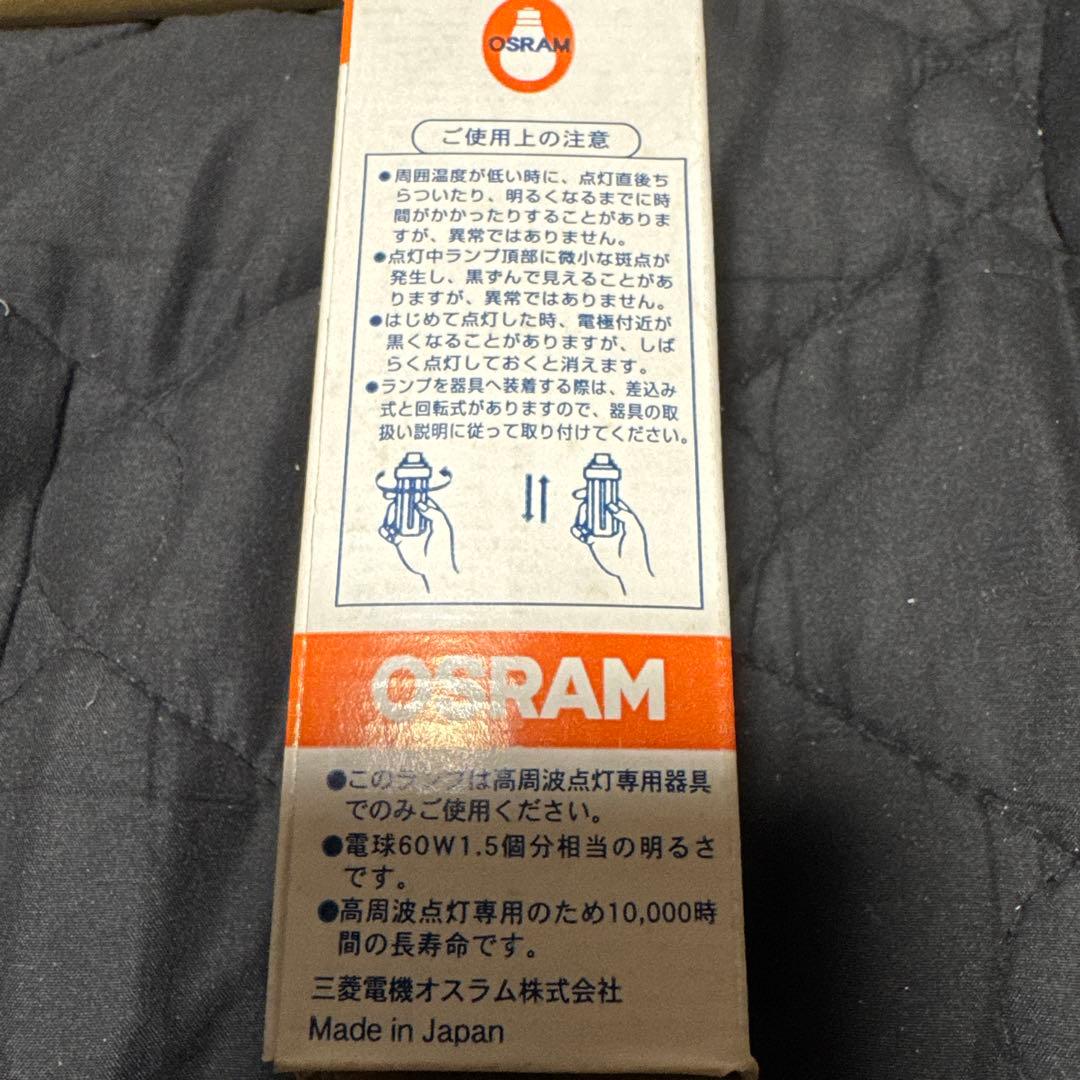 OSRAM
ご使用上の注意
●周囲温度が低い時に、点灯直後ち
らついたり、明るくなるまでに時
間がかかったりすることがありま
すが、異常ではありません。
●点灯中ランプ頂部に微小な斑点が
発生し、黒ずんで見えることがあ
りますが、異常ではありません。
●はじめて点灯した時、電極付近が
黒くなることがありますが、しば
らく点灯しておくと消えます。
●ランプを器具へ装着する際は、差込み
式と回転式がありますので、器具の取
扱い説明に従って取り付けてください。
OSRAM
●このランプは高周波点灯専用器具
でのみご使用ください。
●電球60W1.5個分相当の明るさ
です。
●高周波点灯専用のため10,000時
間の長寿命です。
三菱電機オスラム株式会社
Made in Japan